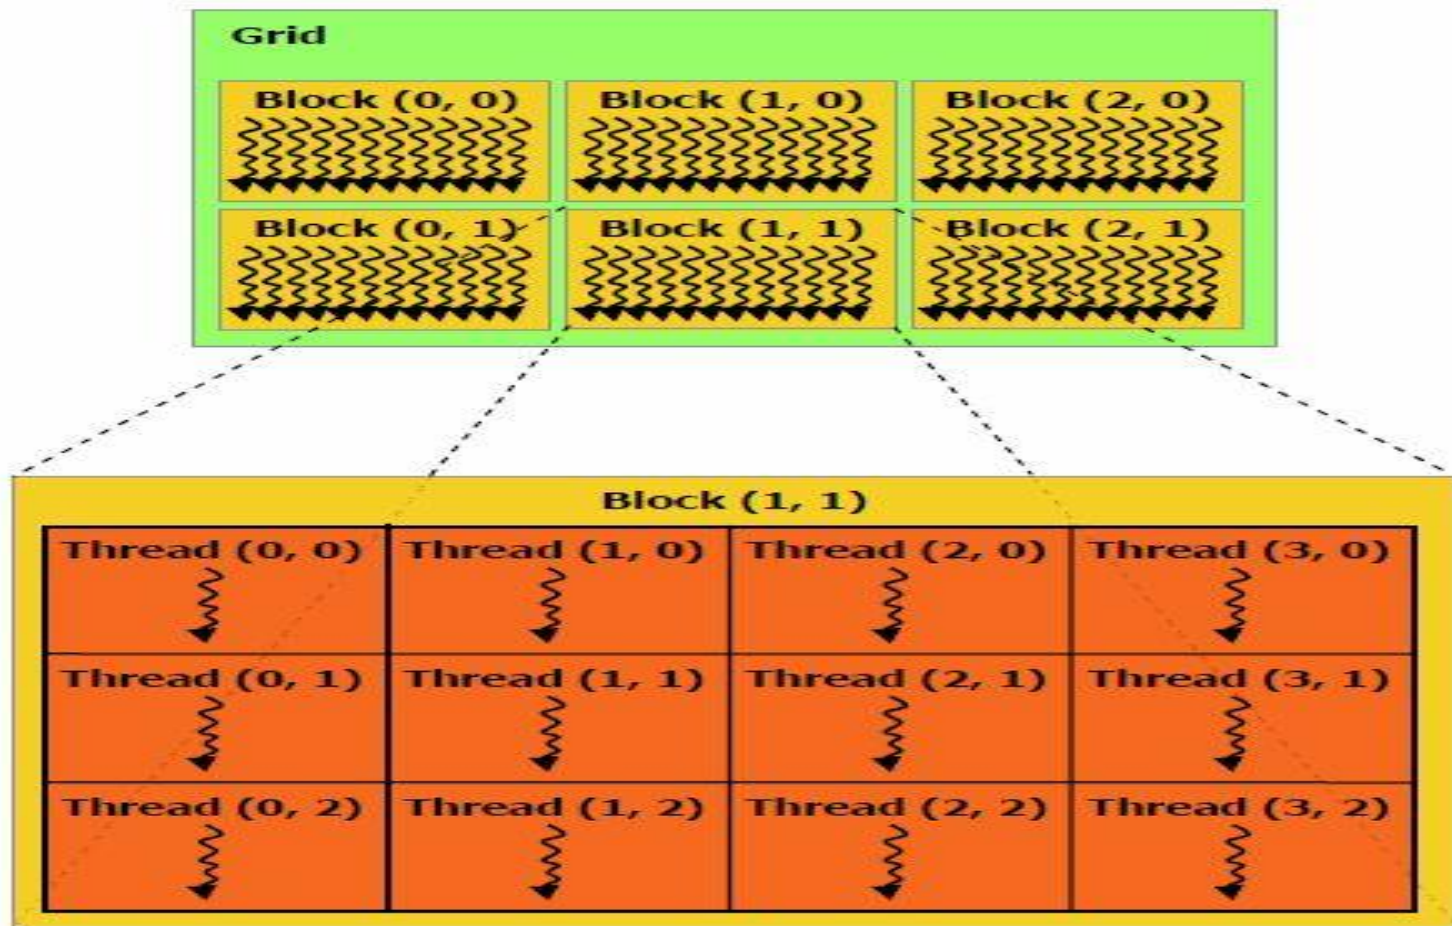 Grid
Block (0, 0) Block (1, 0) Block (2, 0)
Block (0, 1) Block (1, 1) Block (2, 1)
Block (1, 1)
Thread (0, 0) Thread (1, 0) Thread (2, 0) Thread (3, 0)
Thread (0, 1) Thread (1, 1) Thread (2, 1) Thread (3, 1)
Thread (0, 2) Thread (1, 2) Thread (2, 2) Thread (3, 2)